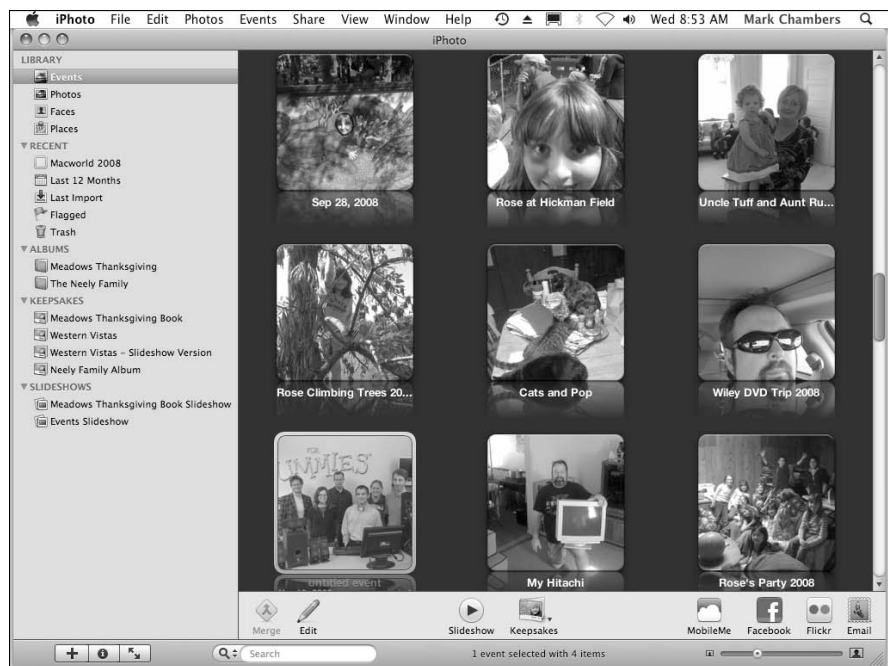 iPhoto File Edit Photos Events Share View Window Help Wed 8:53 AM Mark Chambers
iPhoto
LIBRARY
Events
Photos
Faces
Places
RECENT
Macworld 2008
Last 12 Months
Last Import
Flagged
Trash
ALBUMS
Meadows Thanksgiving
The Neely Family
KEEPSAKES
Meadows Thanksgiving Book
Western Vistas
Western Vistas – Slideshow Version
Neely Family Album
SLIDESHOWS
Meadows Thanksgiving Book Slideshow
Events Slideshow
Sep 28, 2008
Rose at Hickman Field
Uncle Tuff and Aunt Ru...
Rose Climbing Trees 20...
Cats and Pop
Wiley DVD Trip 2008
FOR
UMMIES
untitled event
My Hitachi
Rose's Party 2008
Merge
Edit
Slideshow
Keepsakes
MobileMe
Facebook
Flickr
Email
Search
1 event selected with 4 items